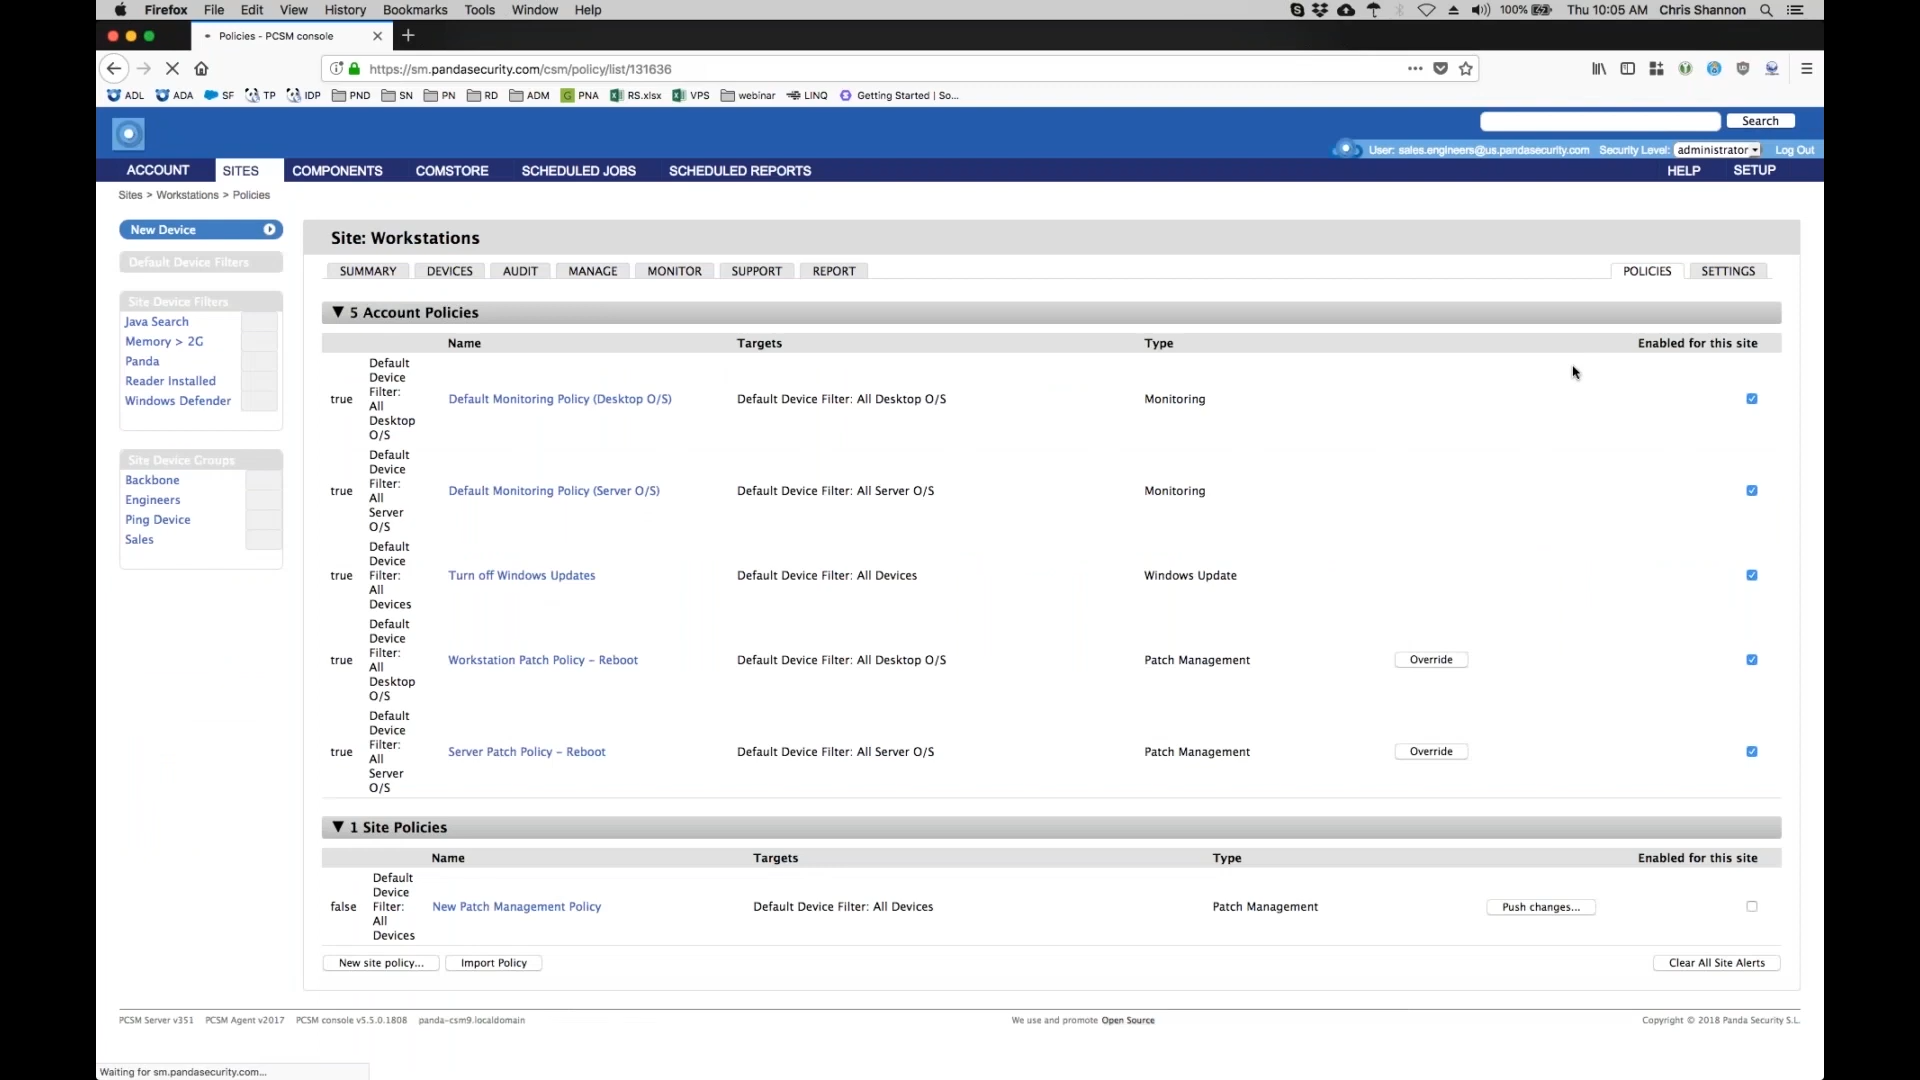 Firefox File Edit View History Bookmarks Tools Window Help 100% Thu 10:05 AM Chris Shannon
Policies - PCSM console
https://sm.pandasecurity.com/csm/policy/list/131636
ADL ADA SF TP IDP PND SN PN RD ADM PNA RS.xlsx VPS webinar LINQ Getting Started | So...
Search
User: sales.engineers@us.pandasecurity.com Security Level: administrator Log Out
ACCOUNT SITES COMPONENTS COMSTORE SCHEDULED JOBS SCHEDULED REPORTS HELP SETUP
Sites > Workstations > Policies
New Device
Default Device Filters
Site Device Filters
Java Search
Memory > 2G
Panda
Reader Installed
Windows Defender
Site Device Groups
Backbone
Engineers
Ping Device
Sales
Site: Workstations
SUMMARY DEVICES AUDIT MANAGE MONITOR SUPPORT REPORT POLICIES SETTINGS
▼ 5 Account Policies
Name Targets Type Enabled for this site
Default
Device
Filter:
All
Desktop
O/S
true Default Monitoring Policy (Desktop O/S) Default Device Filter: All Desktop O/S Monitoring
Default
Device
Filter:
All
Server
O/S
true Default Monitoring Policy (Server O/S) Default Device Filter: All Server O/S Monitoring
Default
Device
Filter:
All
Devices
true Turn off Windows Updates Default Device Filter: All Devices Windows Update
Default
Device
Filter:
All
Desktop
O/S
true Workstation Patch Policy - Reboot Default Device Filter: All Desktop O/S Patch Management Override
Default
Device
Filter:
All
Server
O/S
true Server Patch Policy - Reboot Default Device Filter: All Server O/S Patch Management Override
▼ 1 Site Policies
Name Targets Type Enabled for this site
Default
Device
Filter:
All
Devices
false New Patch Management Policy Default Device Filter: All Devices Patch Management Push changes...
New site policy... Import Policy Clear All Site Alerts
PCSM Server v351 PCSM Agent v2017 PCSM console v5.5.0.1808 panda-csm9.localdomain We use and promote Open Source Copyright © 2018 Panda Security S.L.
Waiting for sm.pandasecurity.com...